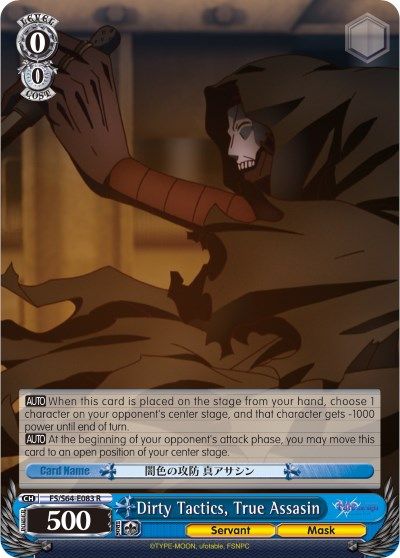 LEVEL
0
0
COST
AUTO When this card is placed on the stage from your hand, choose 1
character on your opponent's center stage, and that character gets -1000
power until end of turn.
AUTO At the beginning of your opponent's attack phase, you may move this
card to an open position of your center stage.
Card Name 闇色の攻防 真アサシン
CH FS/S64-E083 R
Dirty Tactics, True Assasin
POWER 500 SOUL
Servant Mask
©TYPE-MOON, ufotable, FSNPC